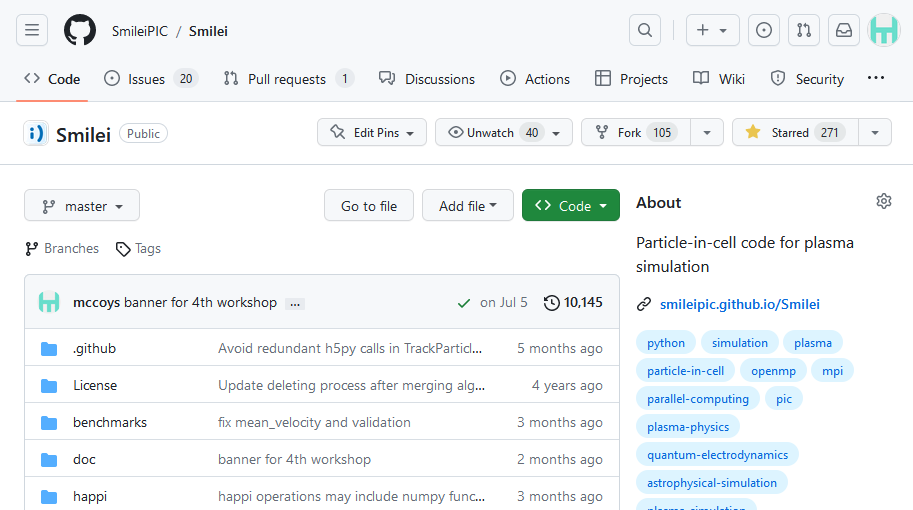 SmileiPIC / Smilei
Code Issues 20 Pull requests 1 Discussions Actions Projects Wiki Security ...
Smilei Public Edit Pins Unwatch 40 Fork 105 Starred 271
master Go to file Add file Code
Branches Tags
mccoys banner for 4th workshop ... on Jul 5 10,145
.github Avoid redundant h5py calls in TrackParticl... 5 months ago
License Update deleting process after merging alg... 4 years ago
benchmarks fix mean_velocity and validation 3 months ago
doc banner for 4th workshop 2 months ago
happi happi operations may include numpy func... 3 months ago
About
Particle-in-cell code for plasma
simulation
smileipic.github.io/Smilei
python simulation plasma
particle-in-cell openmp mpi
parallel-computing pic
plasma-physics
quantum-electrodynamics
astrophysical-simulation
plasma-simulation